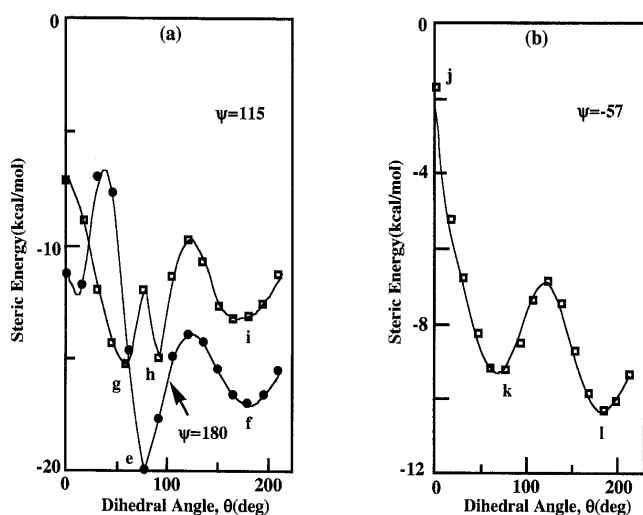 (a)
0
-10
-20
ψ=115
g
h
i
e
f
ψ=180
0
100
200
Steric Energy(kcal/mol)
Dihedral Angle, θ(deg)
(b)
0
-4
-8
-12
j
ψ=-57
k
l
0
100
200
Steric Energy(kcal/mol)
Dihedral Angle, θ(deg)